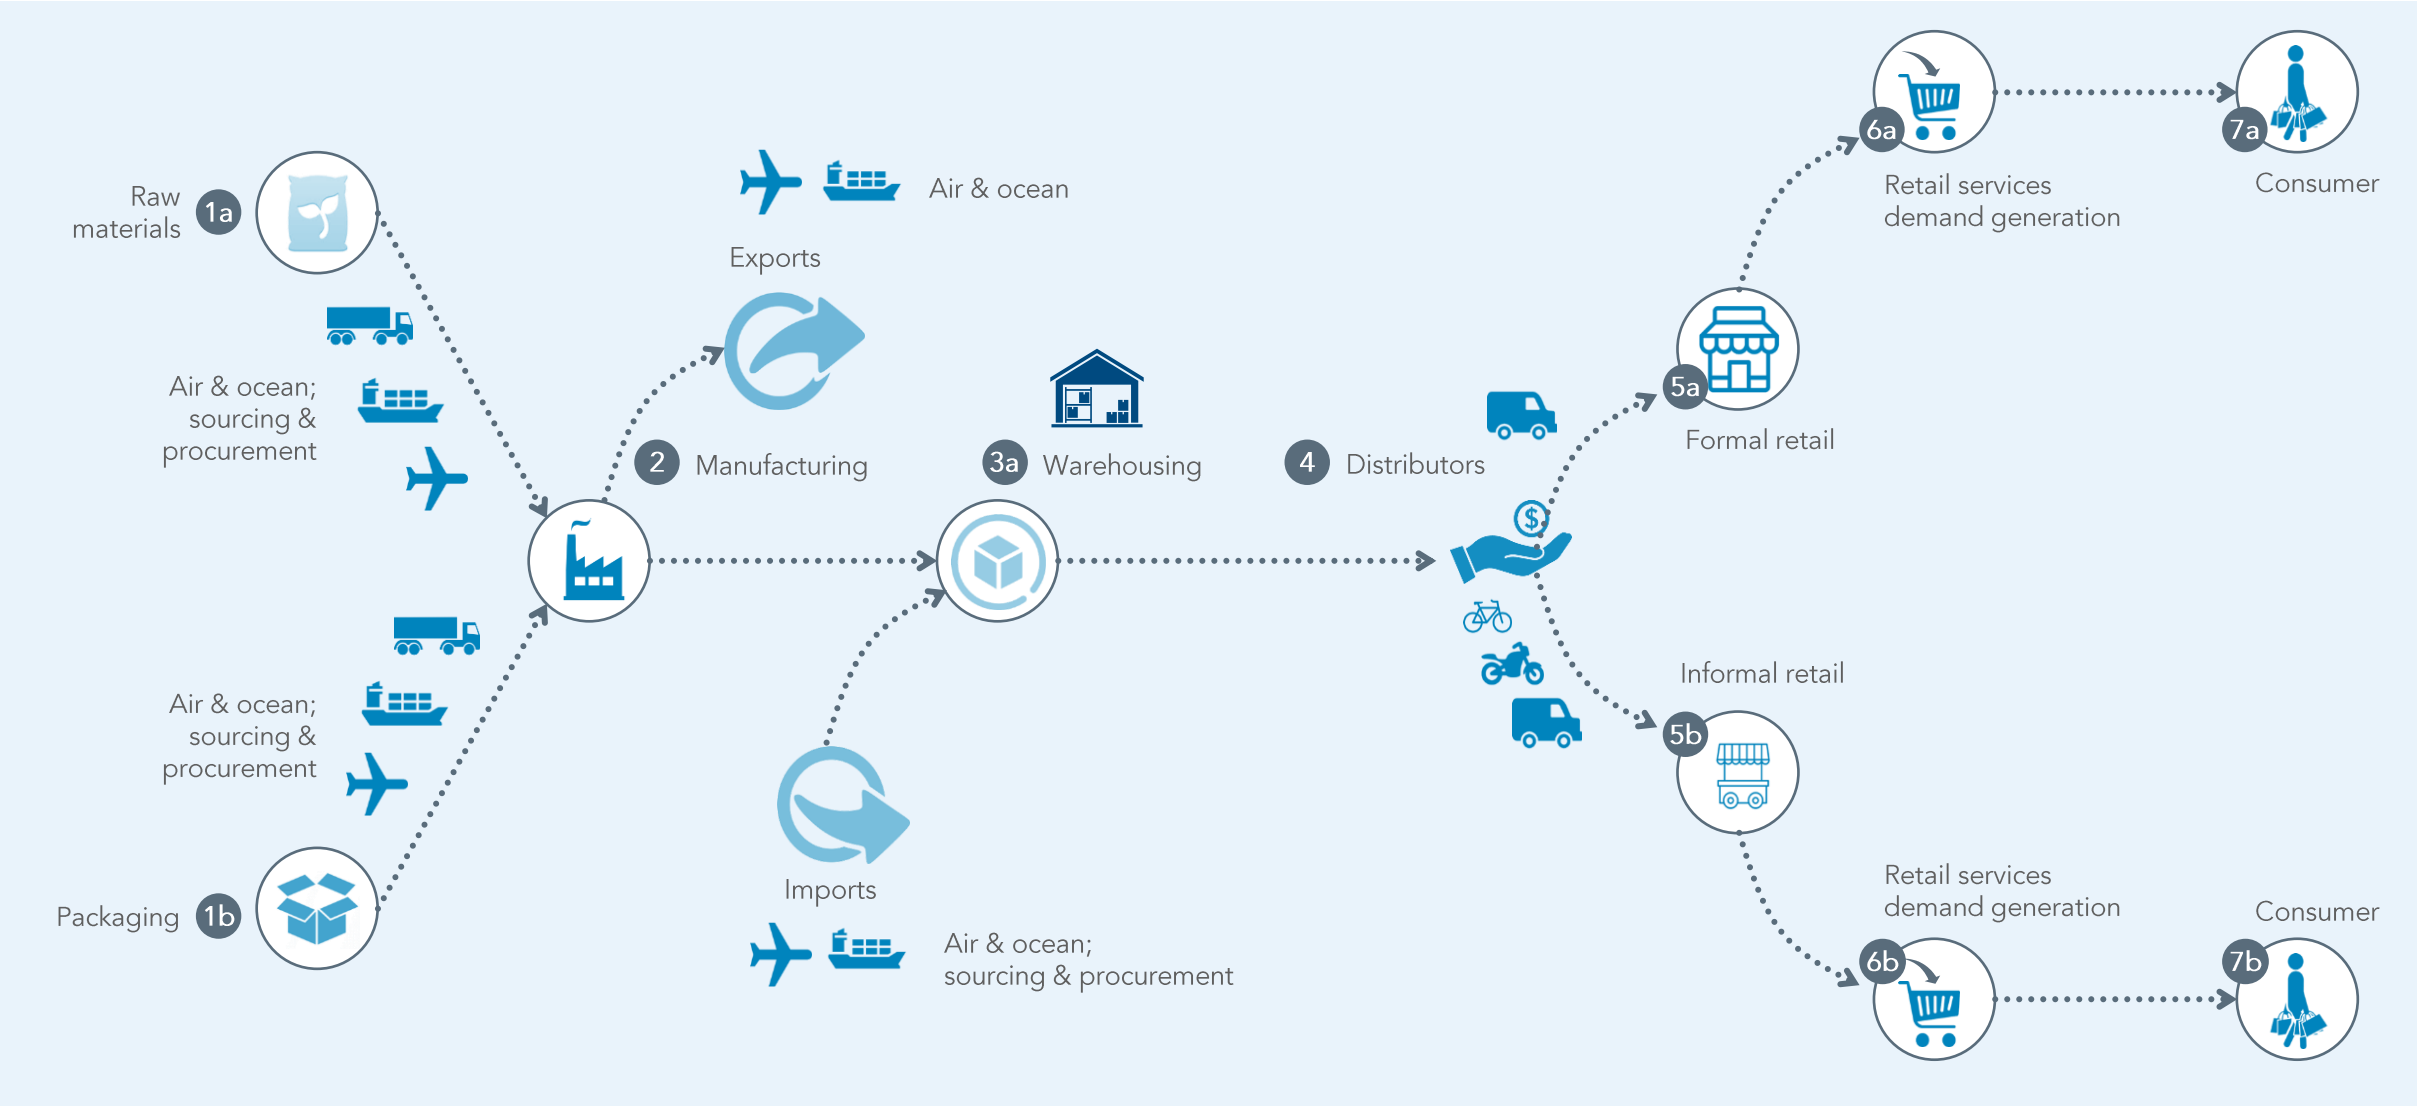 Raw
materials
1a
Air & ocean;
sourcing &
procurement
Air & ocean;
sourcing &
procurement
Packaging
1b
Air & ocean
Exports
2
Manufacturing
3a
Warehousing
Imports
Air & ocean;
sourcing & procurement
4
Distributors
$
5a
Formal retail
Informal retail
5b
6a
Retail services
demand generation
7a
Consumer
Retail services
demand generation
6b
Consumer
7b